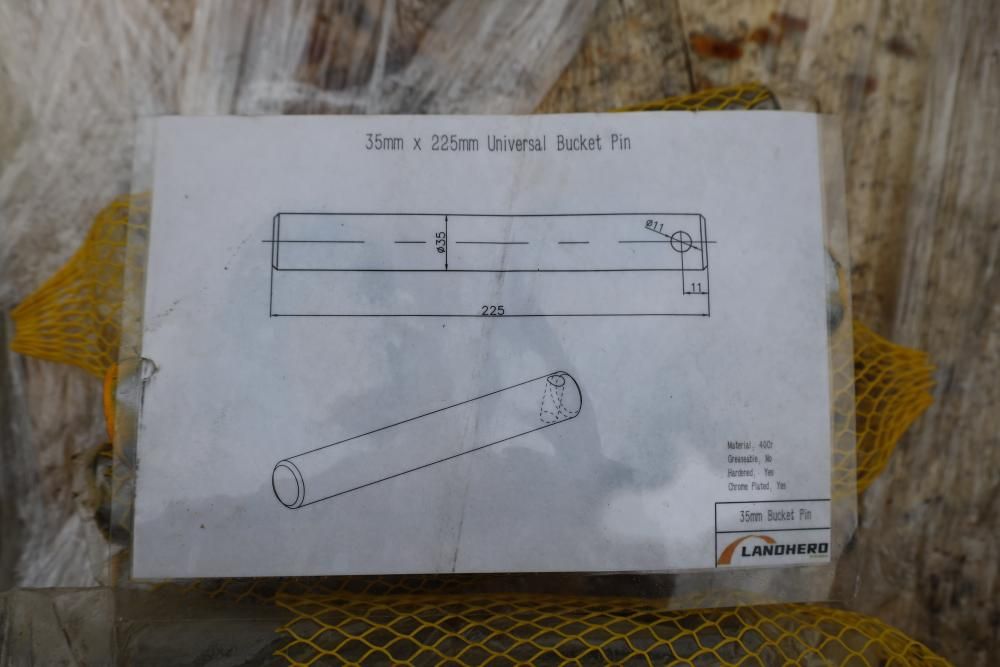 35mm x 225mm Universal Bucket Pin
Ø11
Ø35
11
225
Material, 40Cr
Greaseable, No
Hardered, Yes
Chrome Plated, Yes
35mm Bucket Pin
LANDHERO